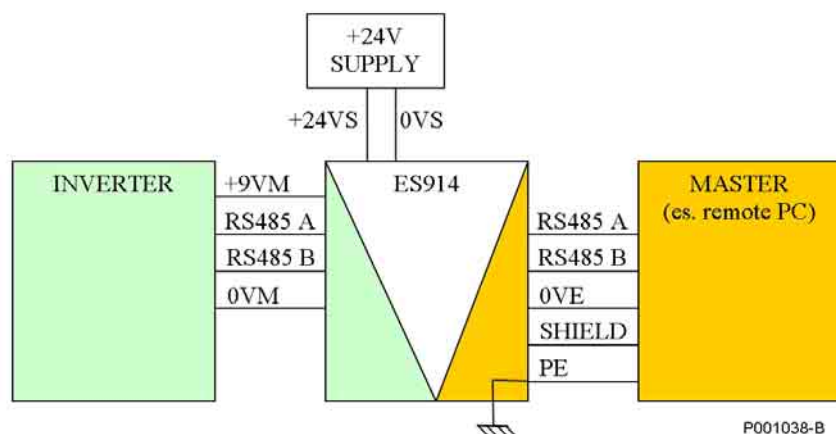 +24V
SUPPLY
+24VS
0VS
INVERTER
+9VM
RS485 A
RS485 B
0VM
ES914
RS485 A
RS485 B
0VE
SHIELD
PE
MASTER
(es. remote PC)
P001038-B